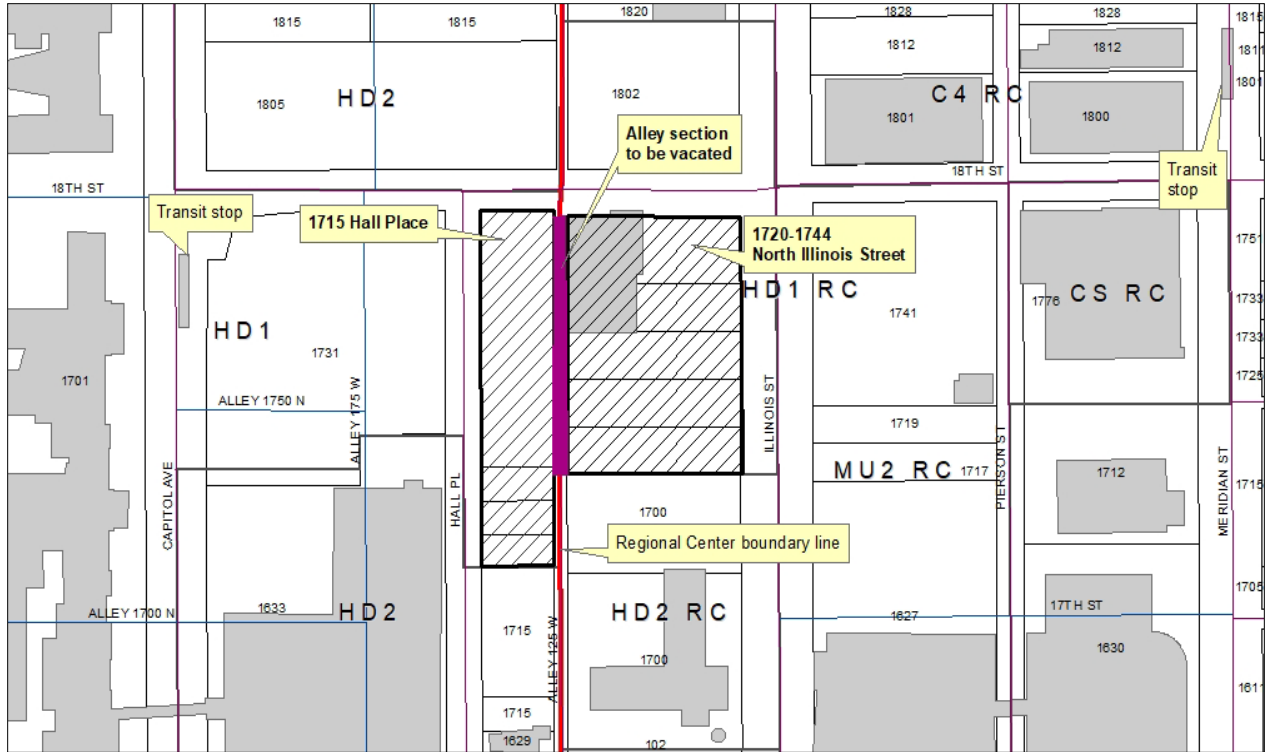 1815
1815
1820
1828
1828
1815
1812
1812
1811
1801
1805
HD2
1802
C4 RC
1801
1800
Alley section
to be vacated
18TH ST
18TH ST
Transit
stop
Transit stop
1715 Hall Place
1720-1744
North Illinois Street
1751
HD1 RC
CS RC
1776
1733
1741
HD1
1731
1733
1701
1725
ALLEY 1750 N
ALLEY 175 W
ILLINOIS ST
1719
PIERSON ST
MU2 RC
1717
1712
CAPITOL AVE
HALL PL
MERIDIAN ST
1715
1700
Regional Center boundary line
1705
ALLEY 1700 N
1633
HD2
HD2 RC
17TH ST
1627
1715
ALLEY 125 W
1700
1630
1611
1715
1629
102